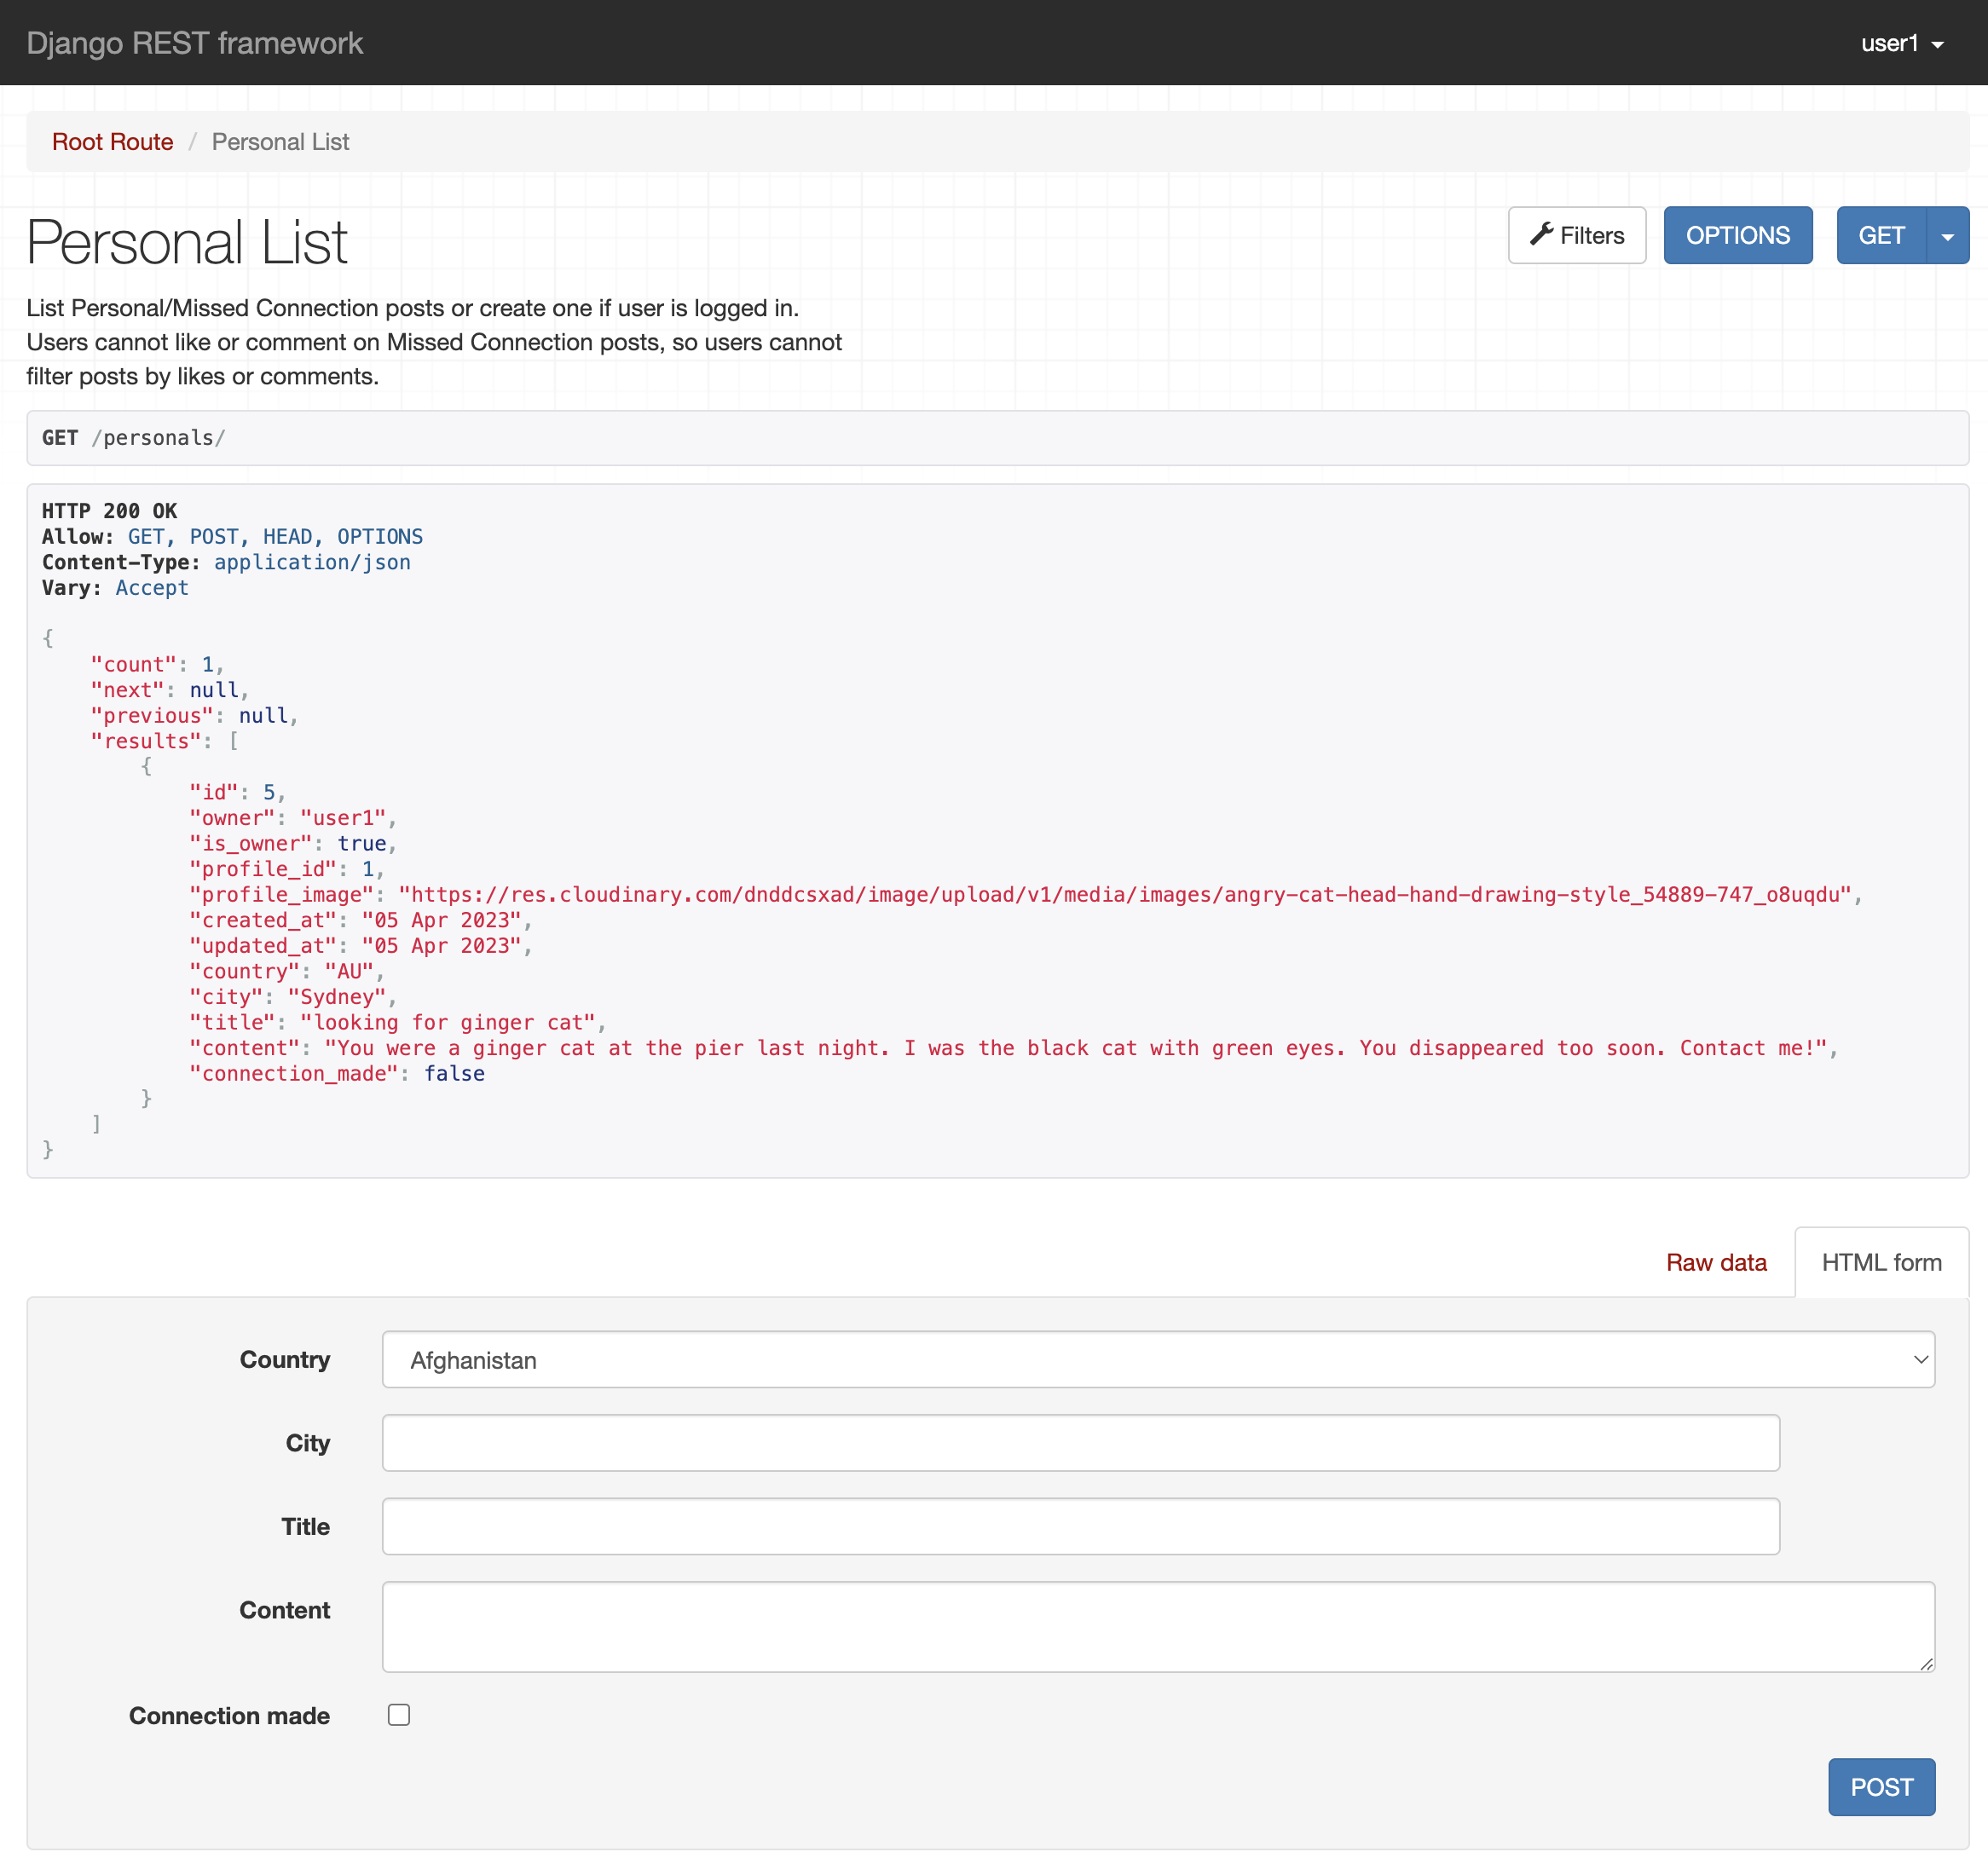 Django REST framework
user1
Root Route / Personal List
Personal List
Filters
OPTIONS
GET
List Personal/Missed Connection posts or create one if user is logged in.
Users cannot like or comment on Missed Connection posts, so users cannot
filter posts by likes or comments.
GET /personals/
HTTP 200 OK
Allow: GET, POST, HEAD, OPTIONS
Content-Type: application/json
Vary: Accept
{
    "count": 1,
    "next": null,
    "previous": null,
    "results": [
        {
            "id": 5,
            "owner": "user1",
            "is_owner": true,
            "profile_id": 1,
            "profile_image": "https://res.cloudinary.com/dnddcsxad/image/upload/v1/media/images/angry-cat-head-hand-drawing-style_54889-747_o8uqdu",
            "created_at": "05 Apr 2023",
            "updated_at": "05 Apr 2023",
            "country": "AU",
            "city": "Sydney",
            "title": "looking for ginger cat",
            "content": "You were a ginger cat at the pier last night. I was the black cat with green eyes. You disappeared too soon. Contact me!",
            "connection_made": false
        }
    ]
}
Raw data
HTML form
Country
Afghanistan
City
Title
Content
Connection made
POST